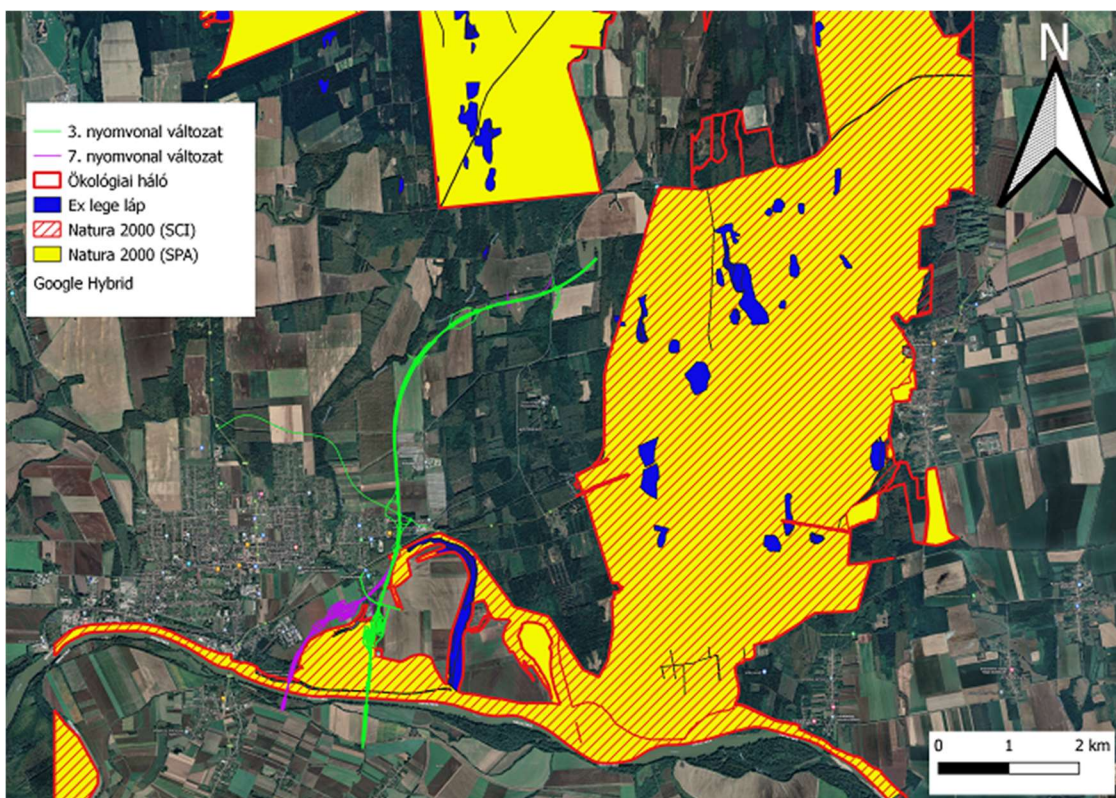 N
3. nyomvonal változat
7. nyomvonal változat
Ökológiai háló
Ex lege láp
Natura 2000 (SCI)
Natura 2000 (SPA)
Google Hybrid
0 1 2 km